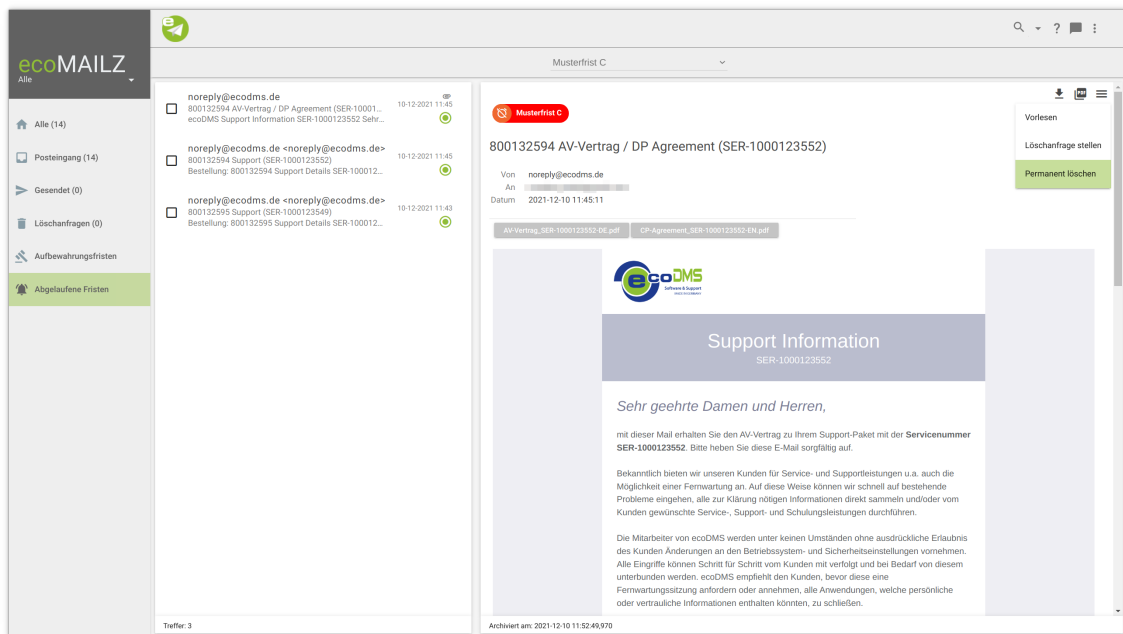 ecoMAILZ
Alle
Alle (14)
Posteingang (14)
Gesendet (0)
Löschanfragen (0)
Aufbewahrungsfristen
Abgelaufene Fristen
e
?
Musterfrist C
noreply@ecodms.de
800132594 AV-Vertrag / DP Agreement (SER-10001...
10-12-2021 11:45
ecoDMS Support Information SER-1000123552 Sehr...
noreply@ecodms.de <noreply@ecodms.de>
800132594 Support (SER-1000123552)
10-12-2021 11:45
Bestellung: 800132594 Support Details SER-100012...
noreply@ecodms.de <noreply@ecodms.de>
800132595 Support (SER-1000123549)
10-12-2021 11:43
Bestellung: 800132595 Support Details SER-100012...
Treffer: 3
PDF
Musterfrist C
Vorlesen
Löschanfrage stellen
Permanent löschen
800132594 AV-Vertrag / DP Agreement (SER-1000123552)
Von noreply@ecodms.de
An
Datum 2021-12-10 11:45:11
AV-Vertrag_SER-1000123552-DE.pdf
CP-Agreement_SER-1000123552-EN.pdf
ecoDMS
Software & Support
Support Information
SER-1000123552
Sehr geehrte Damen und Herren,
mit dieser Mail erhalten Sie den AV-Vertrag zu Ihrem Support-Paket mit der Servicenummer
SER-1000123552. Bitte heben Sie diese E-Mail sorgfältig auf.
Bekanntlich bieten wir unseren Kunden für Service- und Supportleistungen u.a. auch die
Möglichkeit einer Fernwartung an. Auf diese Weise können wir schnell auf bestehende
Probleme eingehen, alle zur Klärung nötigen Informationen direkt sammeln und/oder vom
Kunden gewünschte Service-, Support- und Schulungsleistungen durchführen.
Die Mitarbeiter von ecoDMS werden unter keinen Umständen ohne ausdrückliche Erlaubnis
des Kunden Änderungen an den Betriebssystem- und Sicherheitseinstellungen vornehmen.
Alle Eingriffe können Schritt für Schritt vom Kunden mit verfolgt und bei Bedarf von diesem
unterbunden werden. ecoDMS empfiehlt den Kunden, bevor diese eine
Fernwartungssitzung anfordern oder annehmen, alle Anwendungen, welche persönliche
oder vertrauliche Informationen enthalten könnten, zu schließen.
Archiviert am: 2021-12-10 11:52:49,970